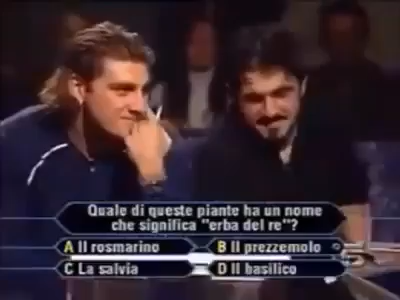 Quale di queste piante ha un nome
che significa "erba del re"?
A Il rosmarino
B Il prezzemolo
C La salvia
D Il basilico